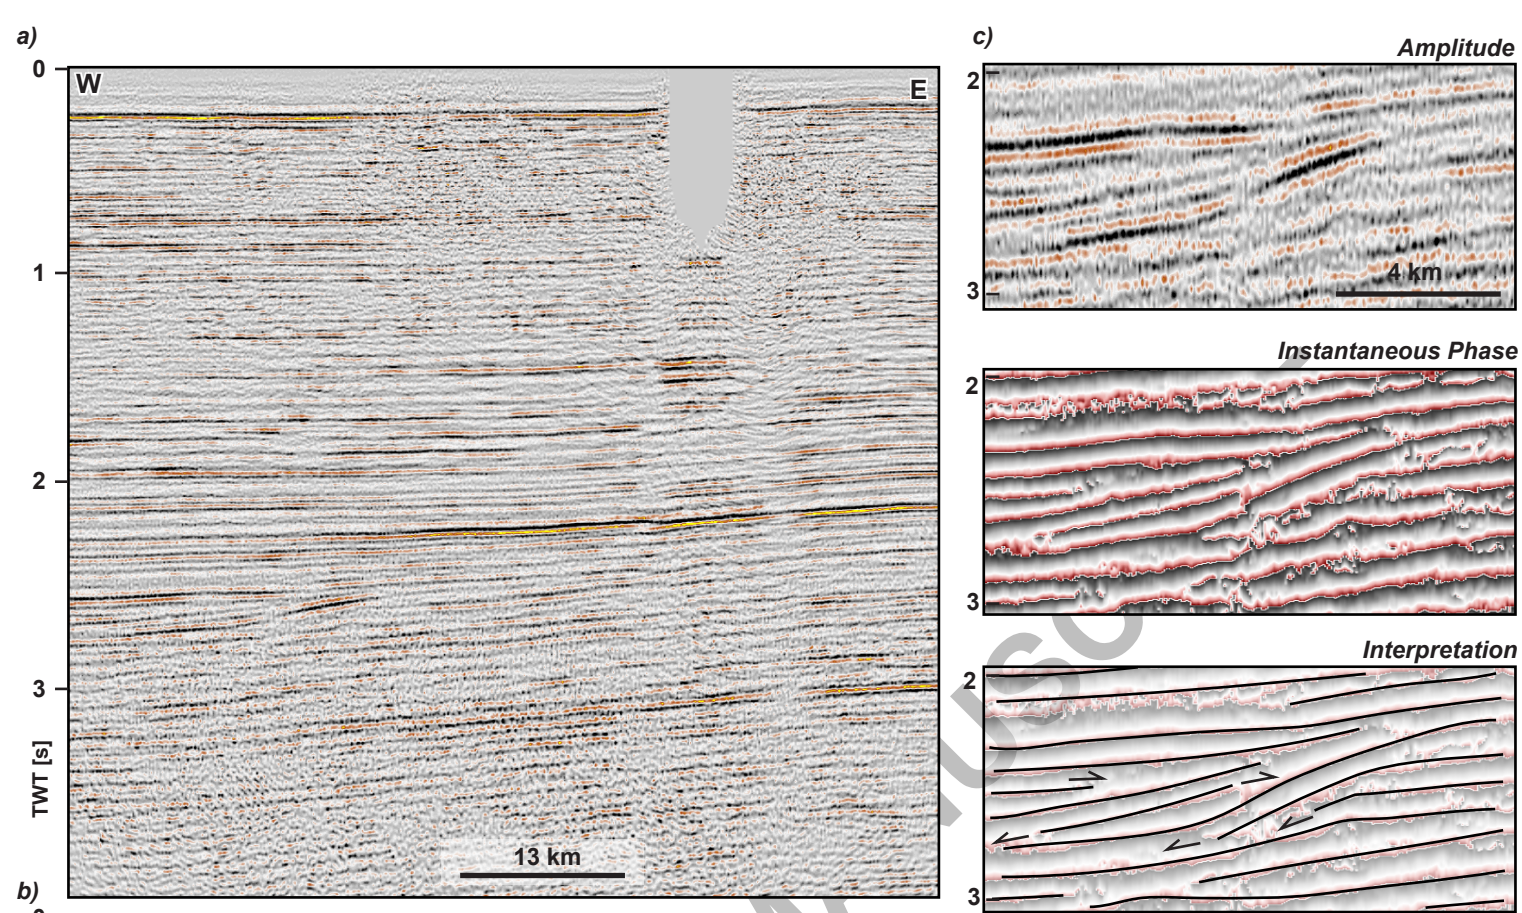 a)
0
W
E
1
2
3
TWT [s]
13 km
b)
c)
Amplitude
2
3
4 km
Instantaneous Phase
2
3
Interpretation
2
3